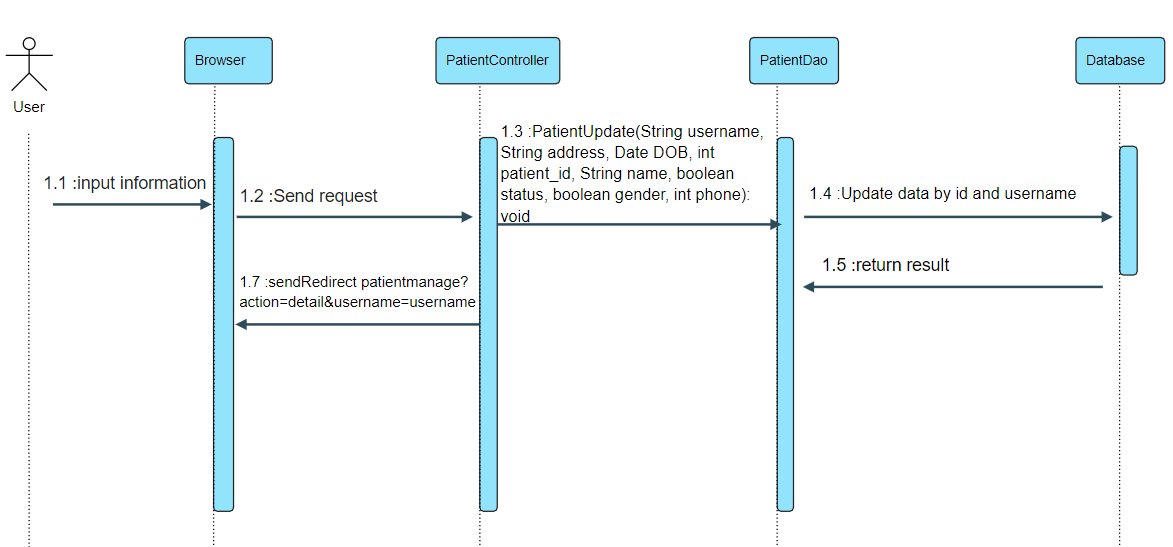 Browser
PatientController
PatientDao
Database
User
1.1 :input information
1.2 :Send request
1.3 :PatientUpdate(String username,
String address, Date DOB, int
patient_id, String name, boolean
status, boolean gender, int phone):
void
1.4 :Update data by id and username
1.5 :return result
1.7 :sendRedirect patientmanage?
action=detail&username=username